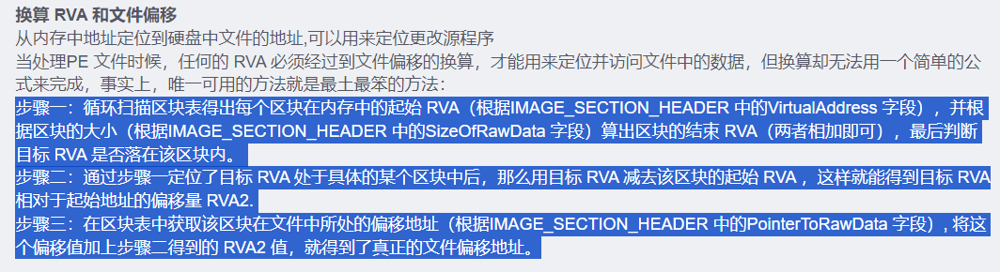 换算 RVA 和文件偏移
从内存中地址定位到硬盘中文件的地址,可以用来定位更改源程序
当处理PE 文件时候，任何的 RVA 必须经过到文件偏移的换算，才能用来定位并访问文件中的数据，但换算却无法用一个简单的公
式来完成，事实上，唯一可用的方法就是最土最笨的方法：
步骤一：循环扫描区块表得出每个区块在内存中的起始 RVA（根据IMAGE_SECTION_HEADER 中的VirtualAddress 字段），并根
据区块的大小（根据IMAGE_SECTION_HEADER 中的SizeOfRawData 字段）算出区块的结束 RVA（两者相加即可），最后判断
目标 RVA 是否落在该区块内。
步骤二：通过步骤一定位了目标 RVA 处于具体的某个区块中后，那么用目标 RVA 减去该区块的起始 RVA ，这样就能得到目标 RVA
相对于起始地址的偏移量 RVA2.
步骤三：在区块表中获取该区块在文件中所处的偏移地址（根据IMAGE_SECTION_HEADER 中的PointerToRawData 字段）, 将这
个偏移值加上步骤二得到的 RVA2 值，就得到了真正的文件偏移地址。